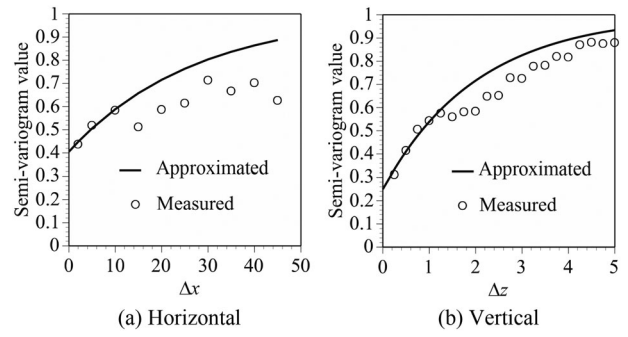 1
0.9
0.8
0.7
0.6
0.5
0.4
0.3
0.2
0.1
0
Semi-variogram value
Approximated
Measured
0 10 20 30 40 50
Δx
(a) Horizontal
1
0.9
0.8
0.7
0.6
0.5
0.4
0.3
0.2
0.1
0
Semi-variogram value
Approximated
Measured
0 1 2 3 4 5
Δz
(b) Vertical